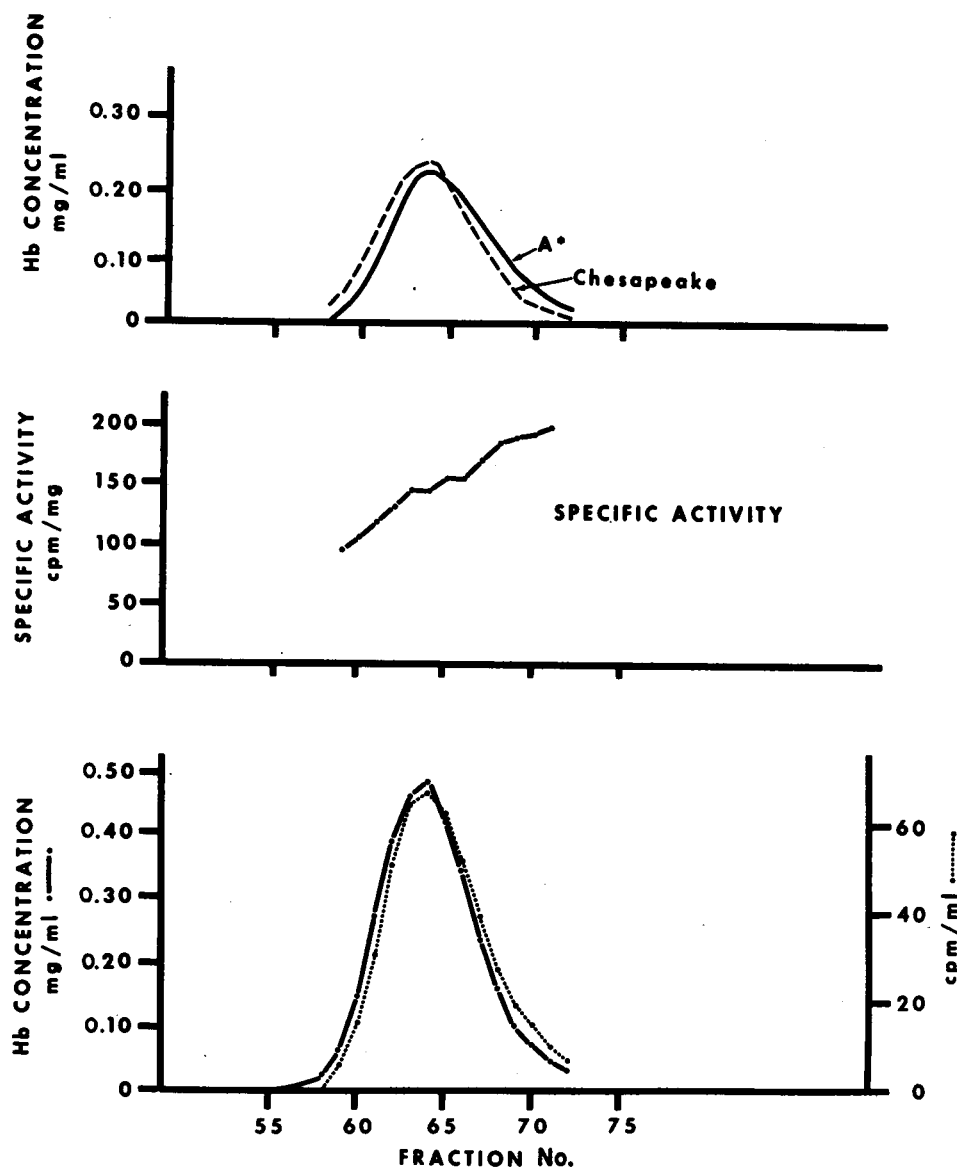 Hb CONCENTRATION
mg/ml
0.30
0.20
0.10
0
A*
Chesapeake
SPECIFIC ACTIVITY
cpm/mg
200
150
100
50
0
SPECIFIC ACTIVITY
Hb CONCENTRATION
mg/ml
0.50
0.40
0.30
0.20
0.10
0
60
40
20
0
cpm/ml
55 60 65 70 75
FRACTION No.